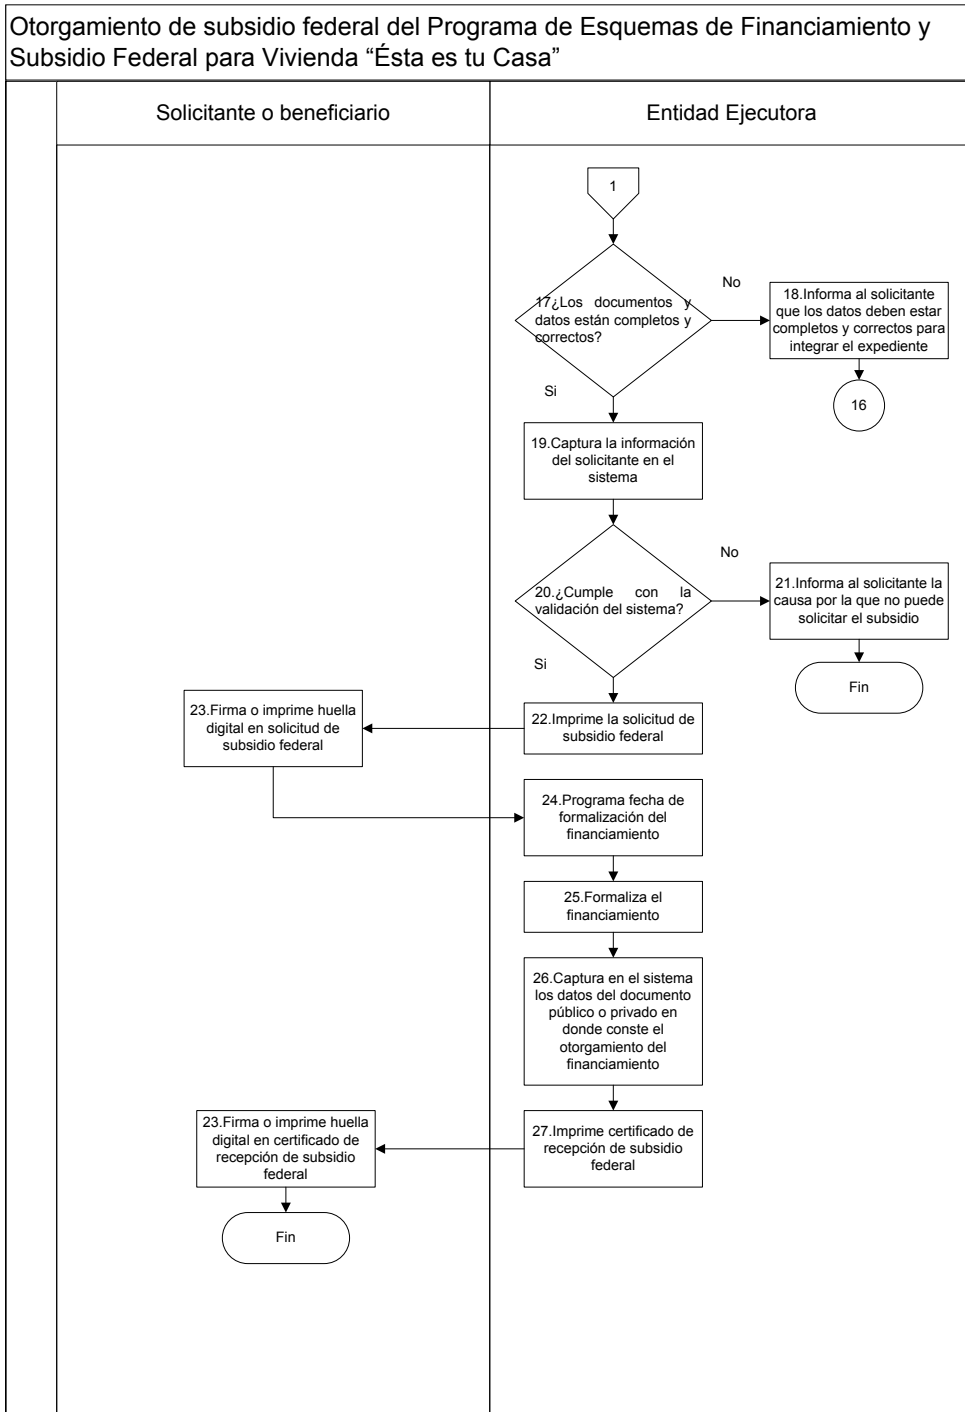 Otorgamiento de subsidio federal del Programa de Esquemas de Financiamiento y
Subsidio Federal para Vivienda “Ésta es tu Casa”
Solicitante o beneficiario
Entidad Ejecutora
1
17¿Los documentos y
datos están completos y
correctos?
No
18.Informa al solicitante
que los datos deben estar
completos y correctos para
integrar el expediente
16
Si
19.Captura la información
del solicitante en el
sistema
20.¿Cumple con la
validación del sistema?
No
21.Informa al solicitante la
causa por la que no puede
solicitar el subsidio
Fin
Si
22.Imprime la solicitud de
subsidio federal
23.Firma o imprime huella
digital en solicitud de
subsidio federal
24.Programa fecha de
formalización del
financiamiento
25.Formaliza el
financiamiento
26.Captura en el sistema
los datos del documento
público o privado en
donde conste el
otorgamiento del
financiamiento
27.Imprime certificado de
recepción de subsidio
federal
23.Firma o imprime huella
digital en certificado de
recepción de subsidio
federal
Fin